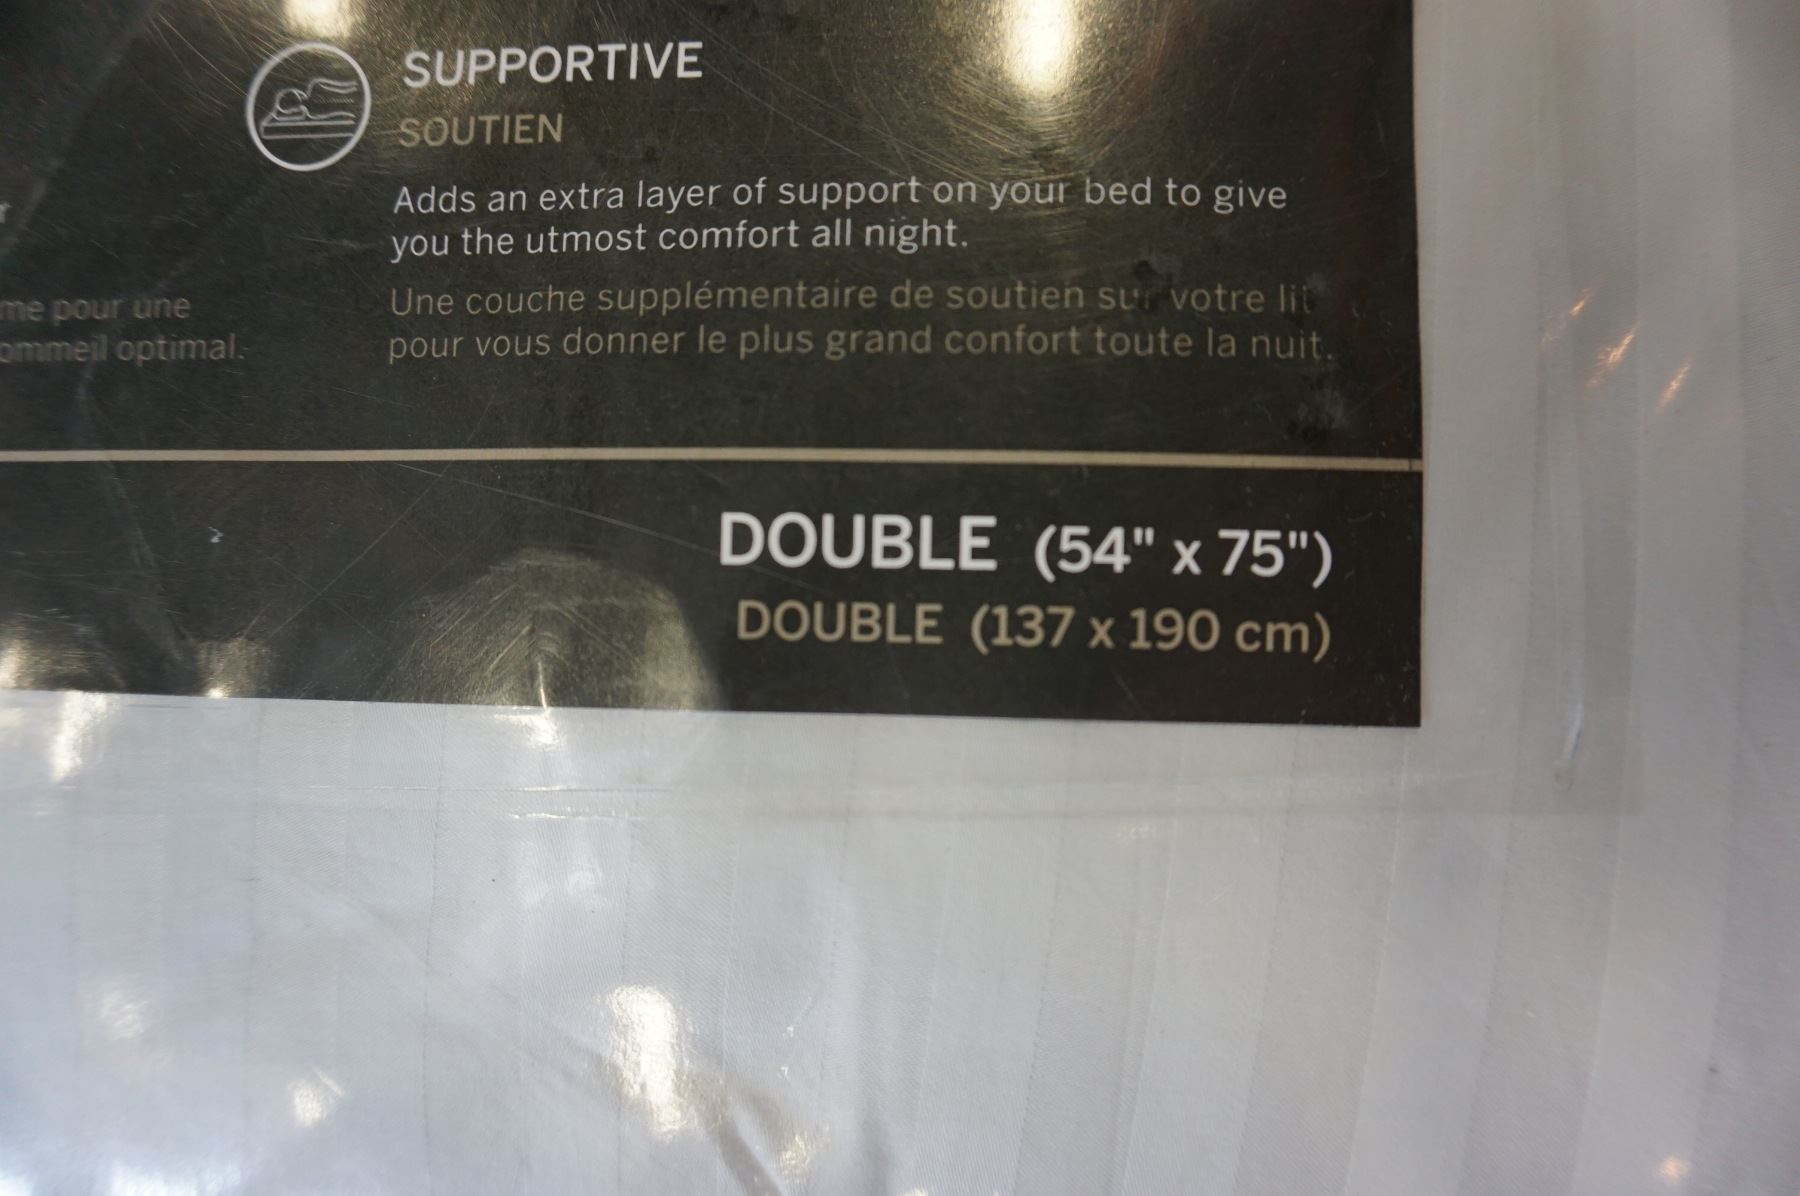 SUPPORTIVE
SOUTIEN
Adds an extra layer of support on your bed to give
you the utmost comfort all night.
Une couche supplémentaire de soutien sur votre lit
pour vous donner le plus grand confort toute la nuit.
pour une
optimal.
DOUBLE (54" x 75")
DOUBLE (137 x 190 cm)